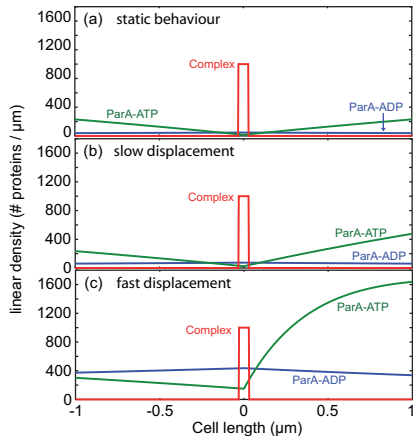 linear density (# proteins / µm)
(a) static behaviour
1600
1200
800
400
0
Complex
ParA-ATP
ParA-ADP
(b) slow displacement
1600
1200
800
400
0
Complex
ParA-ATP
ParA-ADP
(c) fast displacement
1600
1200
800
400
0
Complex
ParA-ATP
ParA-ADP
-1
-0.5
0
0.5
1
Cell length (µm)